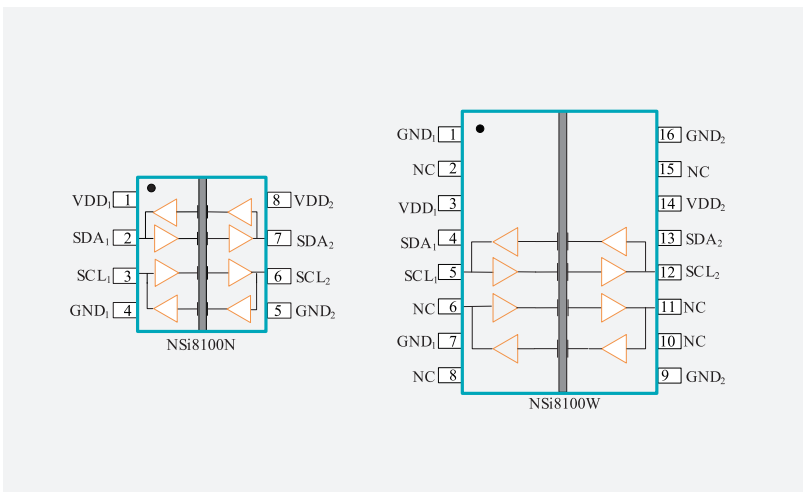 GND₁ 1 16 GND₂
NC 2 15 NC
VDD₁ 3 14 VDD₂
SDA₁ 4 13 SDA₂
SCL₁ 5 12 SCL₂
NC 6 11 NC
GND₁ 7 10 NC
NC 8 9 GND₂
NSi8100W
VDD₁ 1 8 VDD₂
SDA₁ 2 7 SDA₂
SCL₁ 3 6 SCL₂
GND₁ 4 5 GND₂
NSi8100N